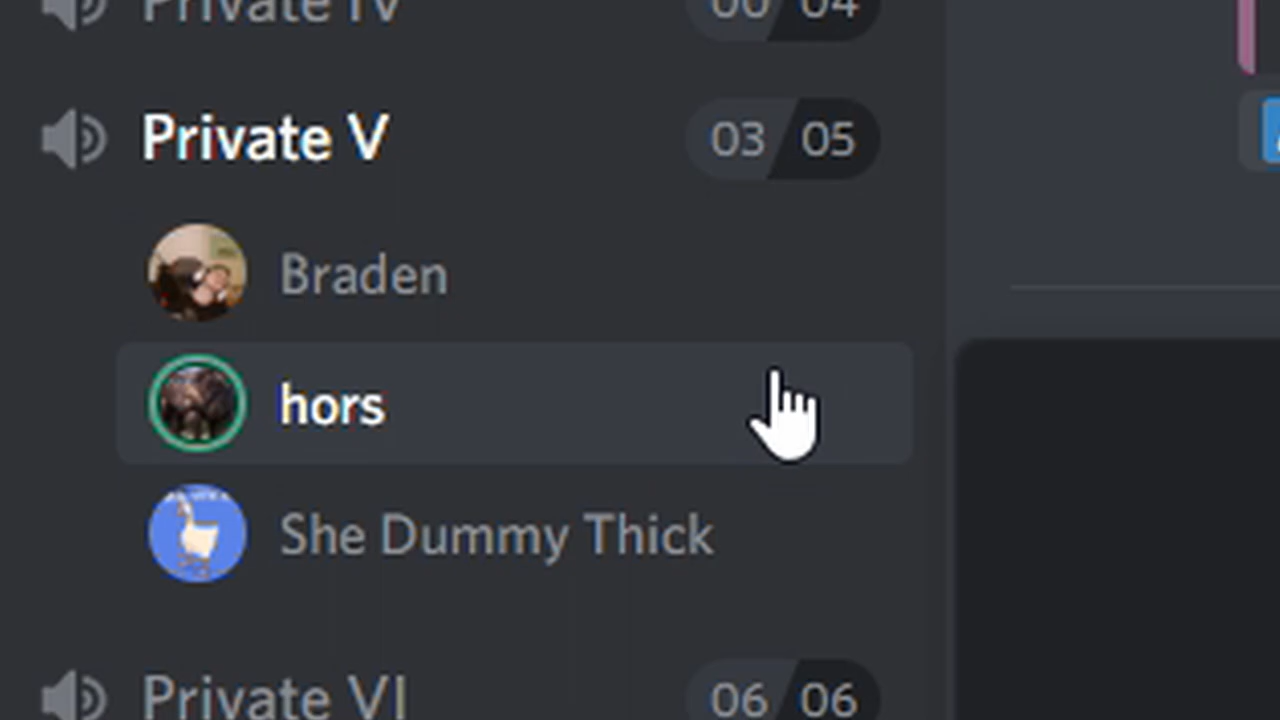 Private IV 00 04
Private V 03 05
Braden
hors
She Dummy Thick
Private VI 06 06